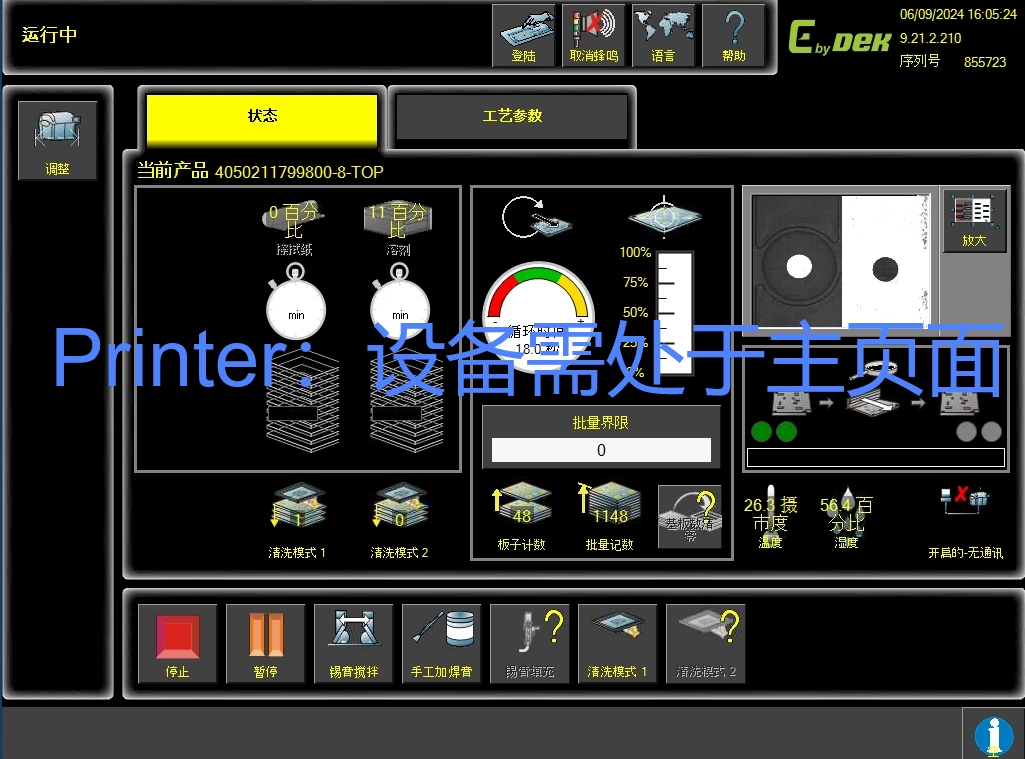 运行中
登陆
取消蜂鸣
语言
帮助
E by DEK
06/09/2024 16:05:24
9.21.2.210
序列号 855723
调整
状态
工艺参数
当前产品 4050211799800-8-TOP
0 百分比
擦拭纸
11 百分比
溶剂
min
min
1
清洗模式 1
0
清洗模式 2
- +
循环时间
18.0 秒
100%
75%
50%
25%
0%
Printer：设备需处于主页面
批量界限
0
48
板子计数
1148
批量记数
放大
26.3 摄
温度
56.4 百
分比
湿度
开启的-无通讯
停止
暂停
锡膏搅拌
手工加焊膏
锡膏填充
清洗模式 1
清洗模式 2